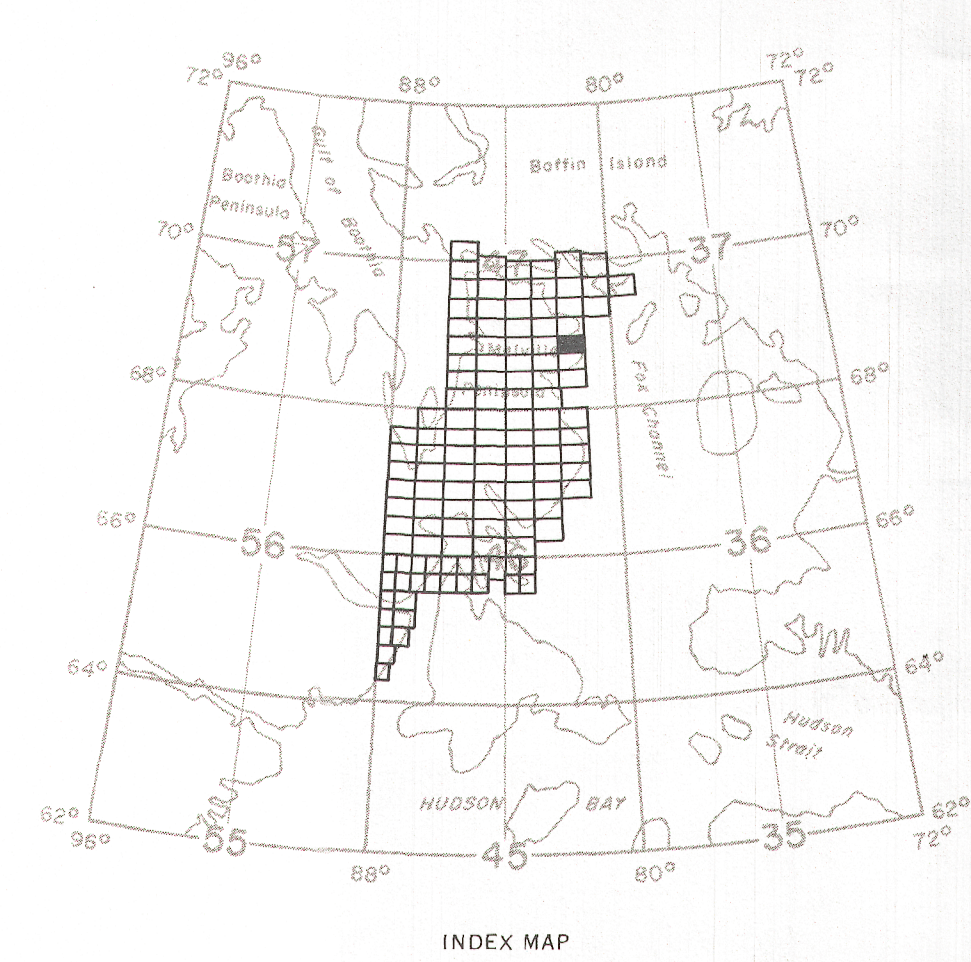 96° 88° 80° 72°
72° 72°
Gulf of Boothia
Baffin Island
Boothia
Peninsula
70° 70°
57 47 37
Melville
Peninsula
68° 68°
Fox Channel
66° 66°
56 46 36
64° 64°
Hudson
Strait
HUDSON BAY
62° 62°
96° 72°
55 45 35
88° 80°
INDEX MAP